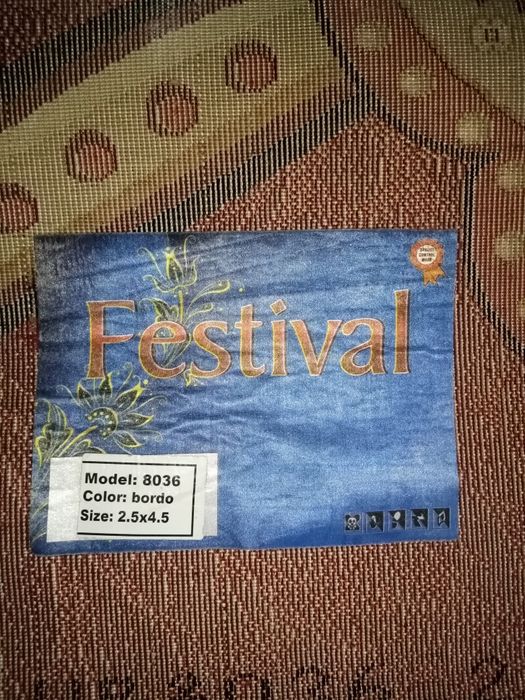 Festival
Model: 8036
Color: bordo
Size: 2.5x4.5